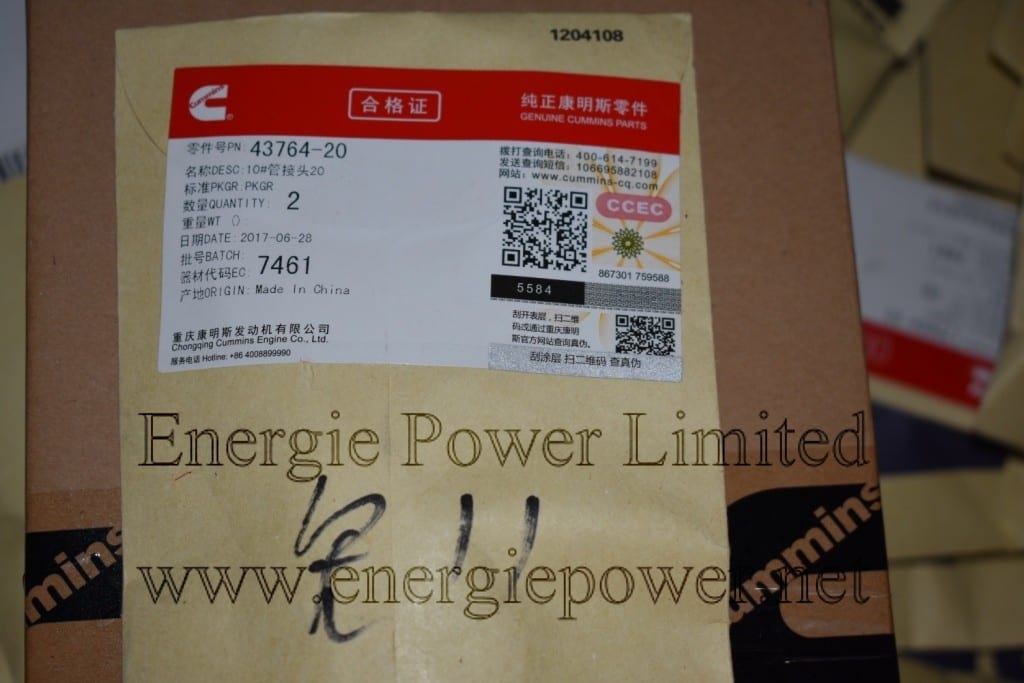 1204108
Cummins
合格证
纯正康明斯零件
GENUINE CUMMINS PARTS
零件号PN: 43764-20
名称DESC:10#管接头20
标准PKGR:PKGR
数量QUANTITY: 2
重量WT ():
日期DATE:2017-06-28
批号BATCH:
器材代码EC: 7461
产地ORIGIN: Made In China
重庆康明斯发动机有限公司
Chongqing Cummins Engine Co., Ltd.
服务电话 Hotline: +86 4008899990
拨打查询电话: 400-614-7199
发送查询短信: 106695882108
网站: www.cummins-cq.com
CCEC
867301 759588
5584
刮开表层,扫二维
码或通过重庆康明
斯官方网站查询真伪。
刮涂层 扫二维码 查真伪
Energie Power Limited
11
www.energiepower.net
mmins
Cummins